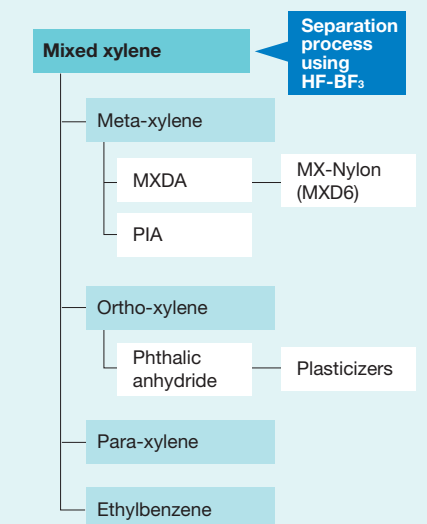 Mixed xylene
Separation
process
using
HF-BF₃
Meta-xylene
MXDA
MX-Nylon
(MXD6)
PIA
Ortho-xylene
Phthalic
anhydride
Plasticizers
Para-xylene
Ethylbenzene